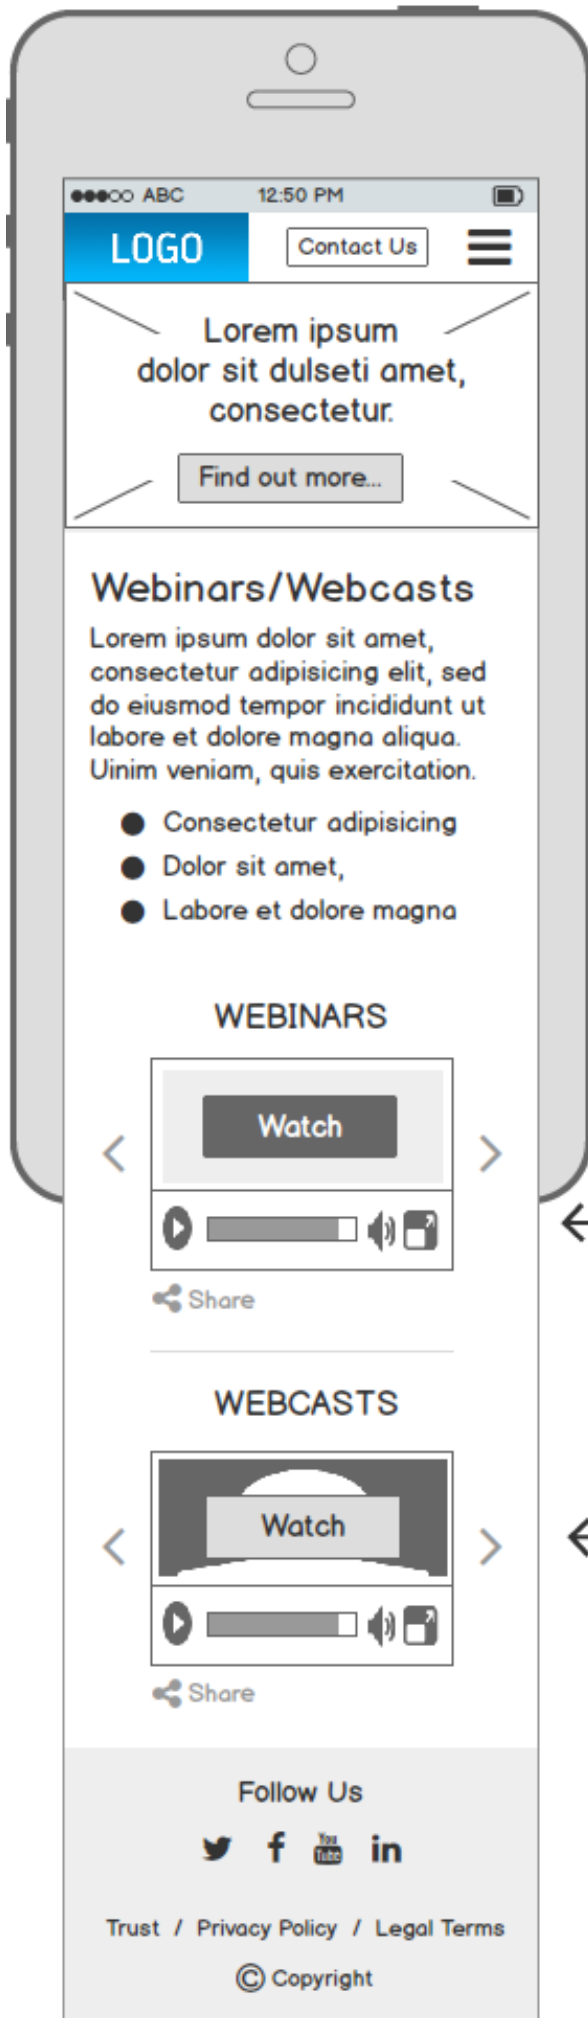 ABC 12:50 PM
LOGO Contact Us
Lorem ipsum
dolor sit dulseti amet,
consectetur.
Find out more...
Webinars/Webcasts
Lorem ipsum dolor sit amet,
consectetur adipisicing elit, sed
do eiusmod tempor incididunt ut
labore et dolore magna aliqua.
Uinim veniam, quis exercitation.
Consectetur adipisicing
Dolor sit amet,
Labore et dolore magna
WEBINARS
Watch
Share
WEBCASTS
Watch
Share
Follow Us
f You Tube in
Trust / Privacy Policy / Legal Terms
© Copyright